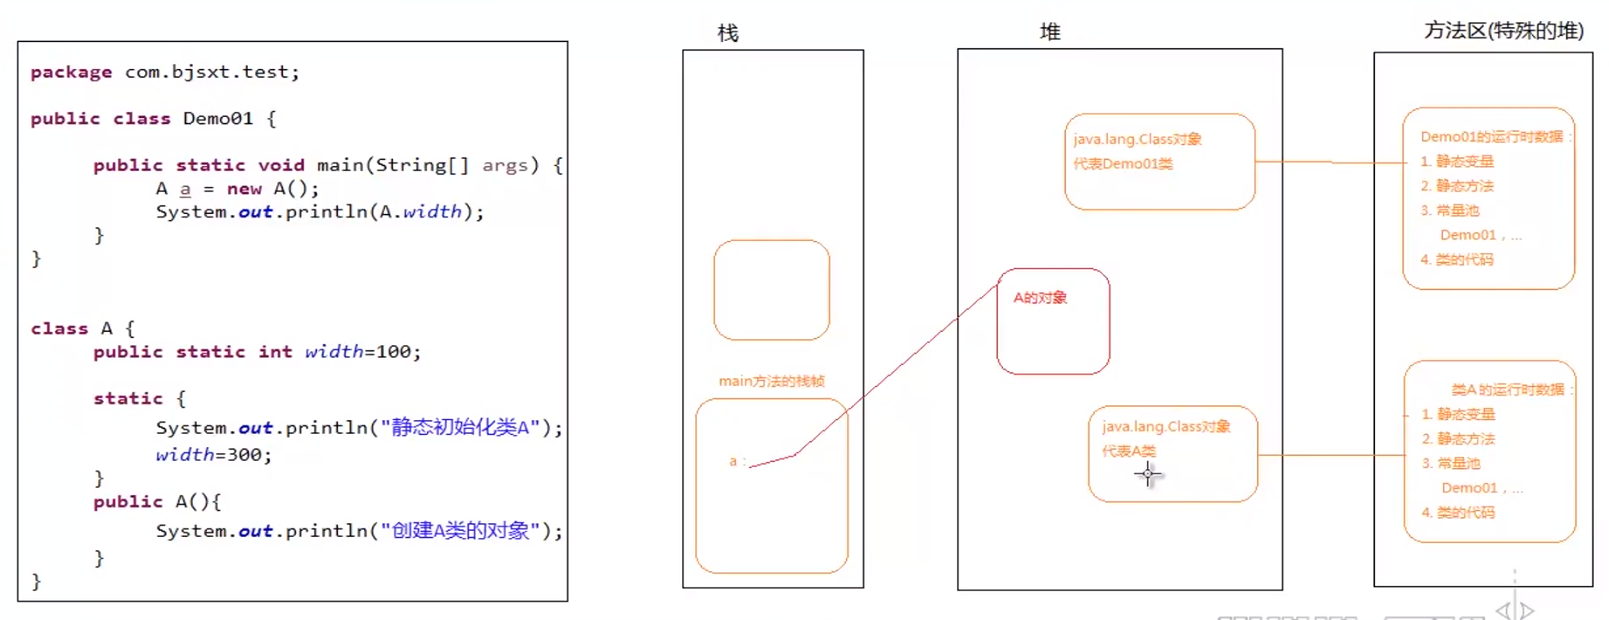 package com.bjsxt.test;
public class Demo01 {
public static void main(String[] args) {
A a = new A();
System.out.println(A.width);
}
}
class A {
public static int width=100;
static {
System.out.println("静态初始化类A");
width=300;
}
public A(){
System.out.println("创建A类的对象");
}
}
栈
main方法的栈帧
a:
堆
java.lang.Class对象
代表Demo01类
A的对象
java.lang.Class对象
代表A类
方法区(特殊的堆)
Demo01的运行时数据:
1. 静态变量
2. 静态方法
3. 常量池
Demo01，...
4. 类的代码
类A的运行时数据:
1. 静态变量
2. 静态方法
3. 常量池
Demo01，...
4. 类的代码